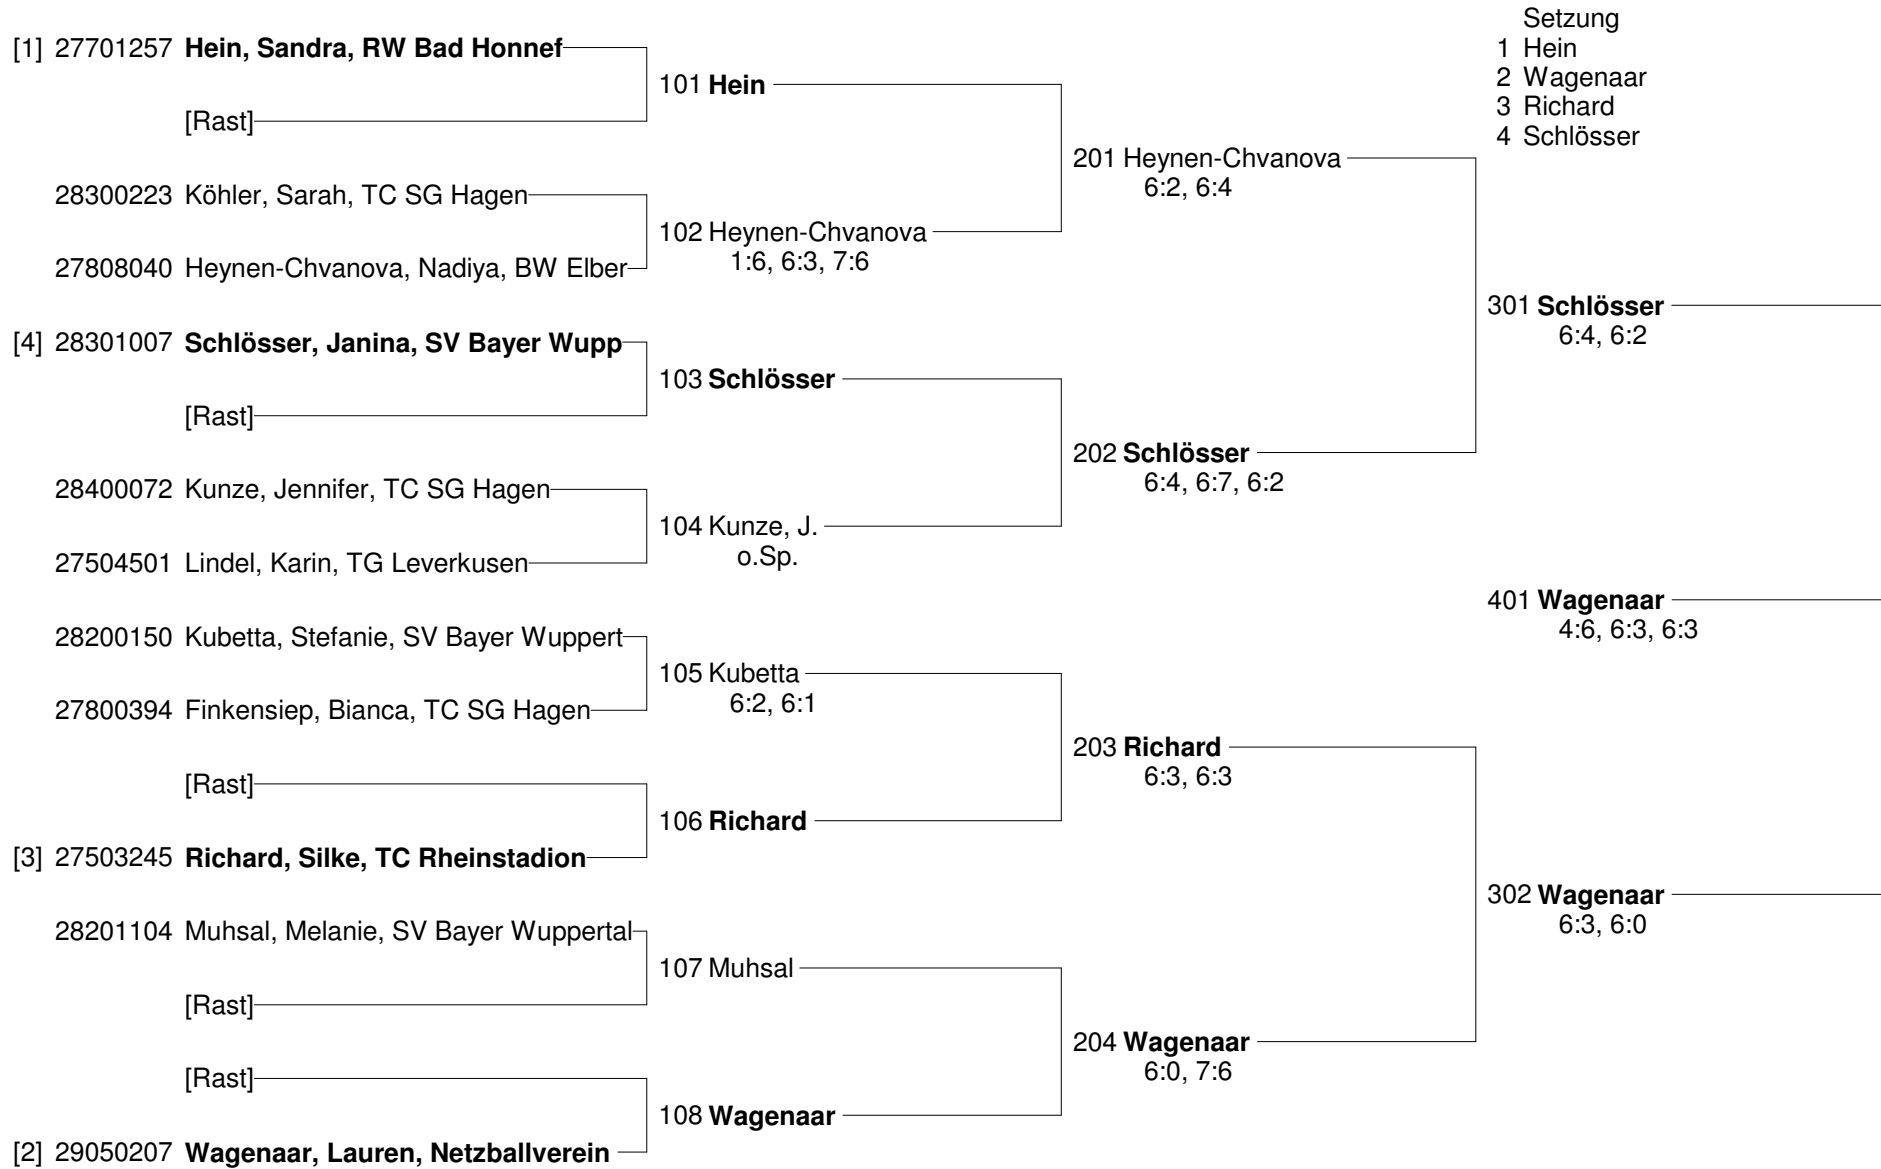 Setzung
1 Hein
2 Wagenaar
3 Richard
4 Schlösser
[1] 27701257 Hein, Sandra, RW Bad Honnef
[Rast]
28300223 Köhler, Sarah, TC SG Hagen
27808040 Heynen-Chvanova, Nadiya, BW Elber
[4] 28301007 Schlösser, Janina, SV Bayer Wupp
[Rast]
28400072 Kunze, Jennifer, TC SG Hagen
27504501 Lindel, Karin, TG Leverkusen
28200150 Kubetta, Stefanie, SV Bayer Wuppert
27800394 Finkensiep, Bianca, TC SG Hagen
[Rast]
[3] 27503245 Richard, Silke, TC Rheinstadion
28201104 Muhsal, Melanie, SV Bayer Wuppertal
[Rast]
[Rast]
[2] 29050207 Wagenaar, Lauren, Netzballverein
101 Hein
102 Heynen-Chvanova
1:6, 6:3, 7:6
103 Schlösser
104 Kunze, J.
o.Sp.
105 Kubetta
6:2, 6:1
106 Richard
107 Muhsal
108 Wagenaar
201 Heynen-Chvanova
6:2, 6:4
202 Schlösser
6:4, 6:7, 6:2
203 Richard
6:3, 6:3
204 Wagenaar
6:0, 7:6
301 Schlösser
6:4, 6:2
401 Wagenaar
4:6, 6:3, 6:3
302 Wagenaar
6:3, 6:0